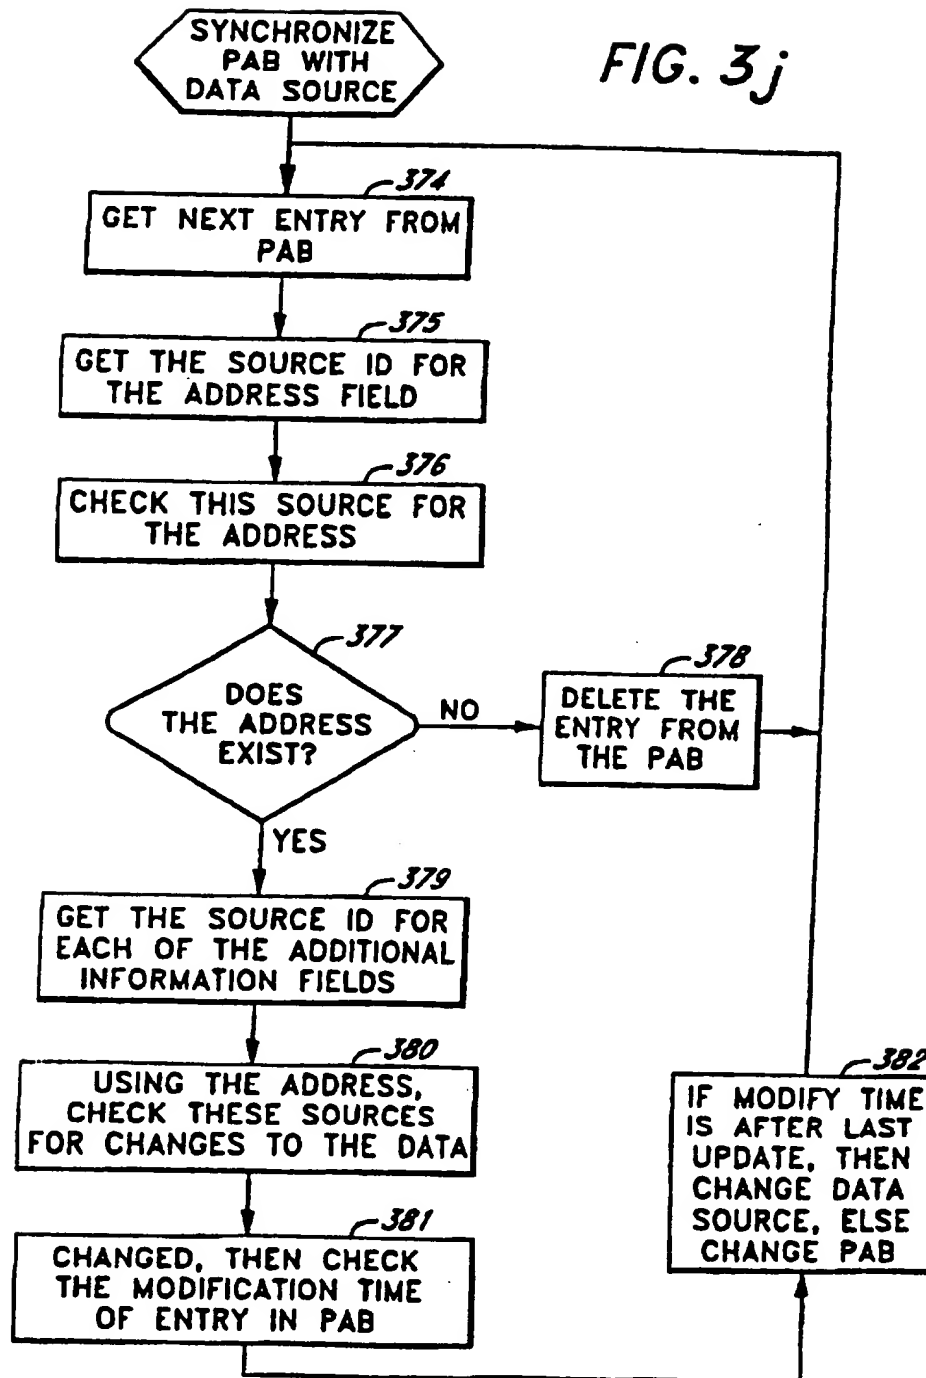 SYNCHRONIZE
PAB WITH
DATA SOURCE
FIG. 3j
374
GET NEXT ENTRY FROM
PAB
375
GET THE SOURCE ID FOR
THE ADDRESS FIELD
376
CHECK THIS SOURCE FOR
THE ADDRESS
377
DOES
THE ADDRESS
EXIST?
NO
378
DELETE THE
ENTRY FROM
THE PAB
YES
379
GET THE SOURCE ID FOR
EACH OF THE ADDITIONAL
INFORMATION FIELDS
380
USING THE ADDRESS,
CHECK THESE SOURCES
FOR CHANGES TO THE DATA
381
CHANGED, THEN CHECK
THE MODIFICATION TIME
OF ENTRY IN PAB
382
IF MODIFY TIME
IS AFTER LAST
UPDATE, THEN
CHANGE DATA
SOURCE, ELSE
CHANGE PAB